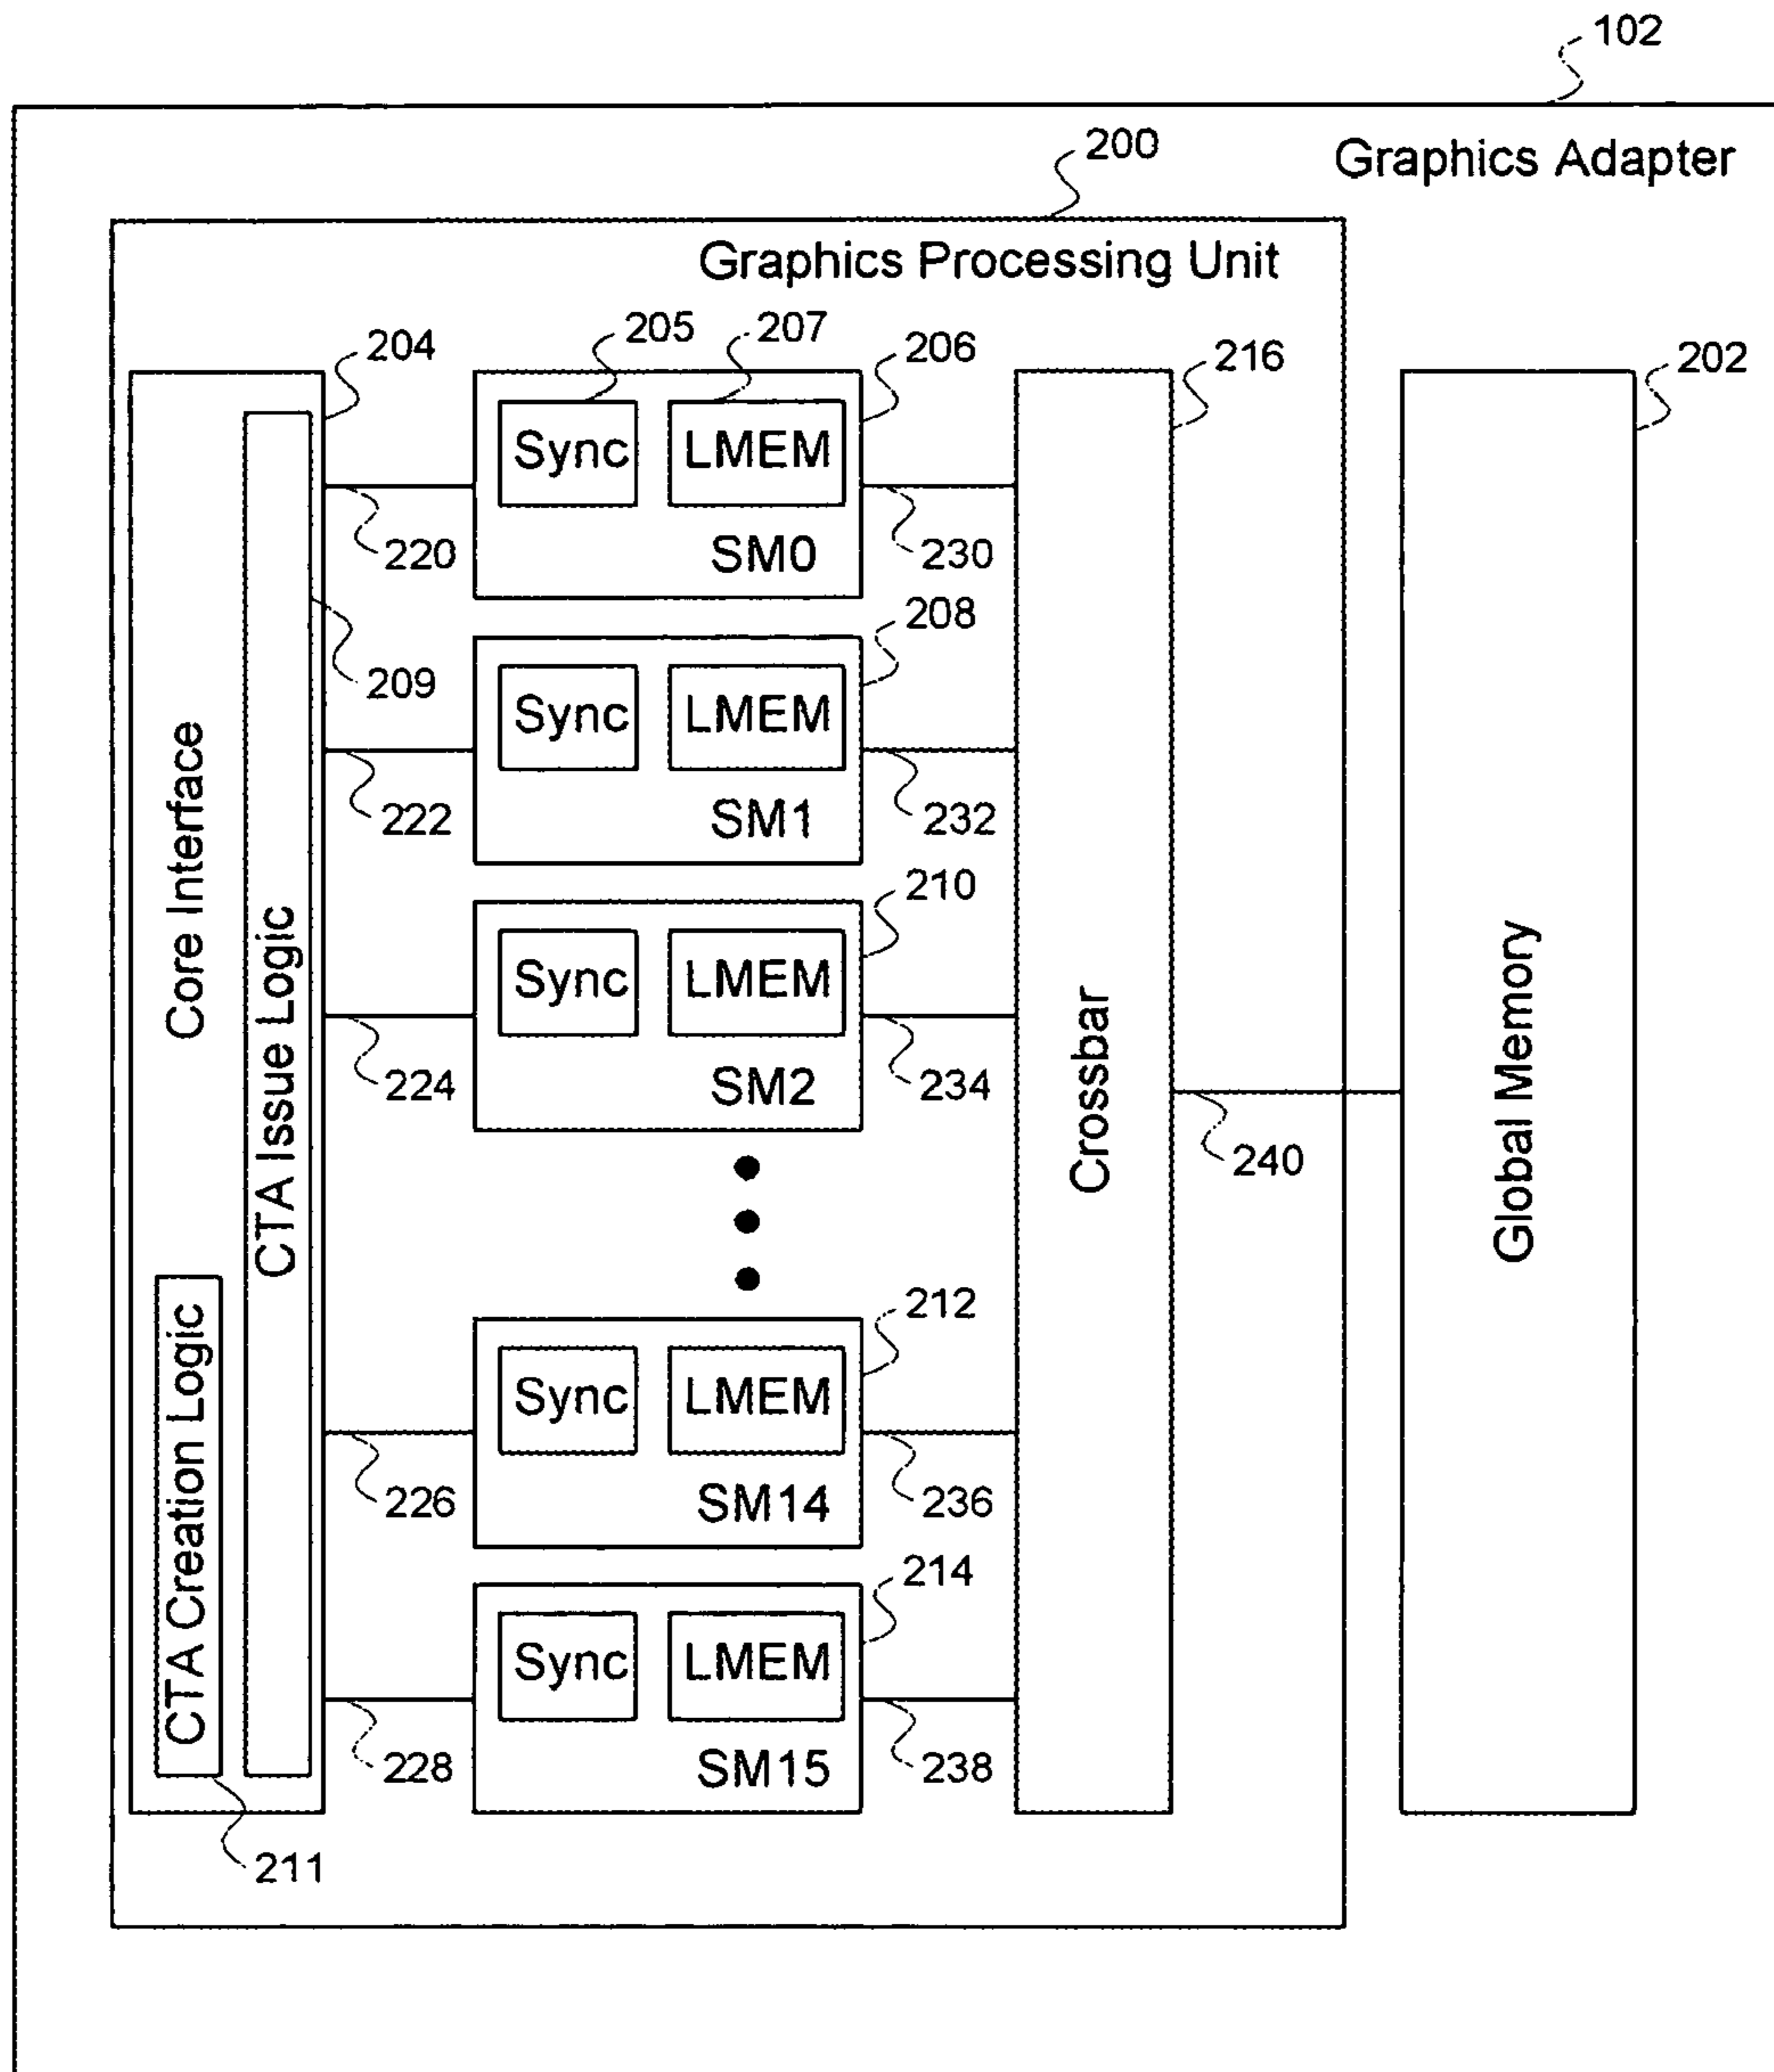 102
Graphics Adapter
200
Graphics Processing Unit
204
205
207
206
216
202
Sync
LMEM
SM0
220
230
209
208
Sync
LMEM
SM1
222
232
210
Sync
LMEM
SM2
224
234
Core Interface
CTA Issue Logic
CTA Creation Logic
Crossbar
240
Global Memory
212
Sync
LMEM
SM14
226
236
214
Sync
LMEM
SM15
228
238
211